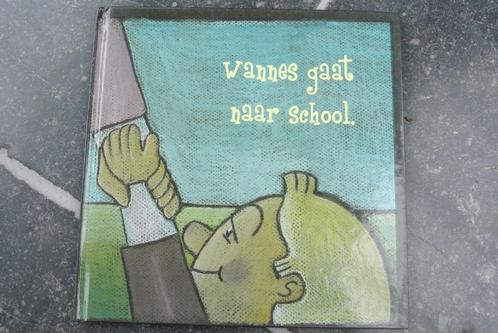 Wannes gaat
naar school.